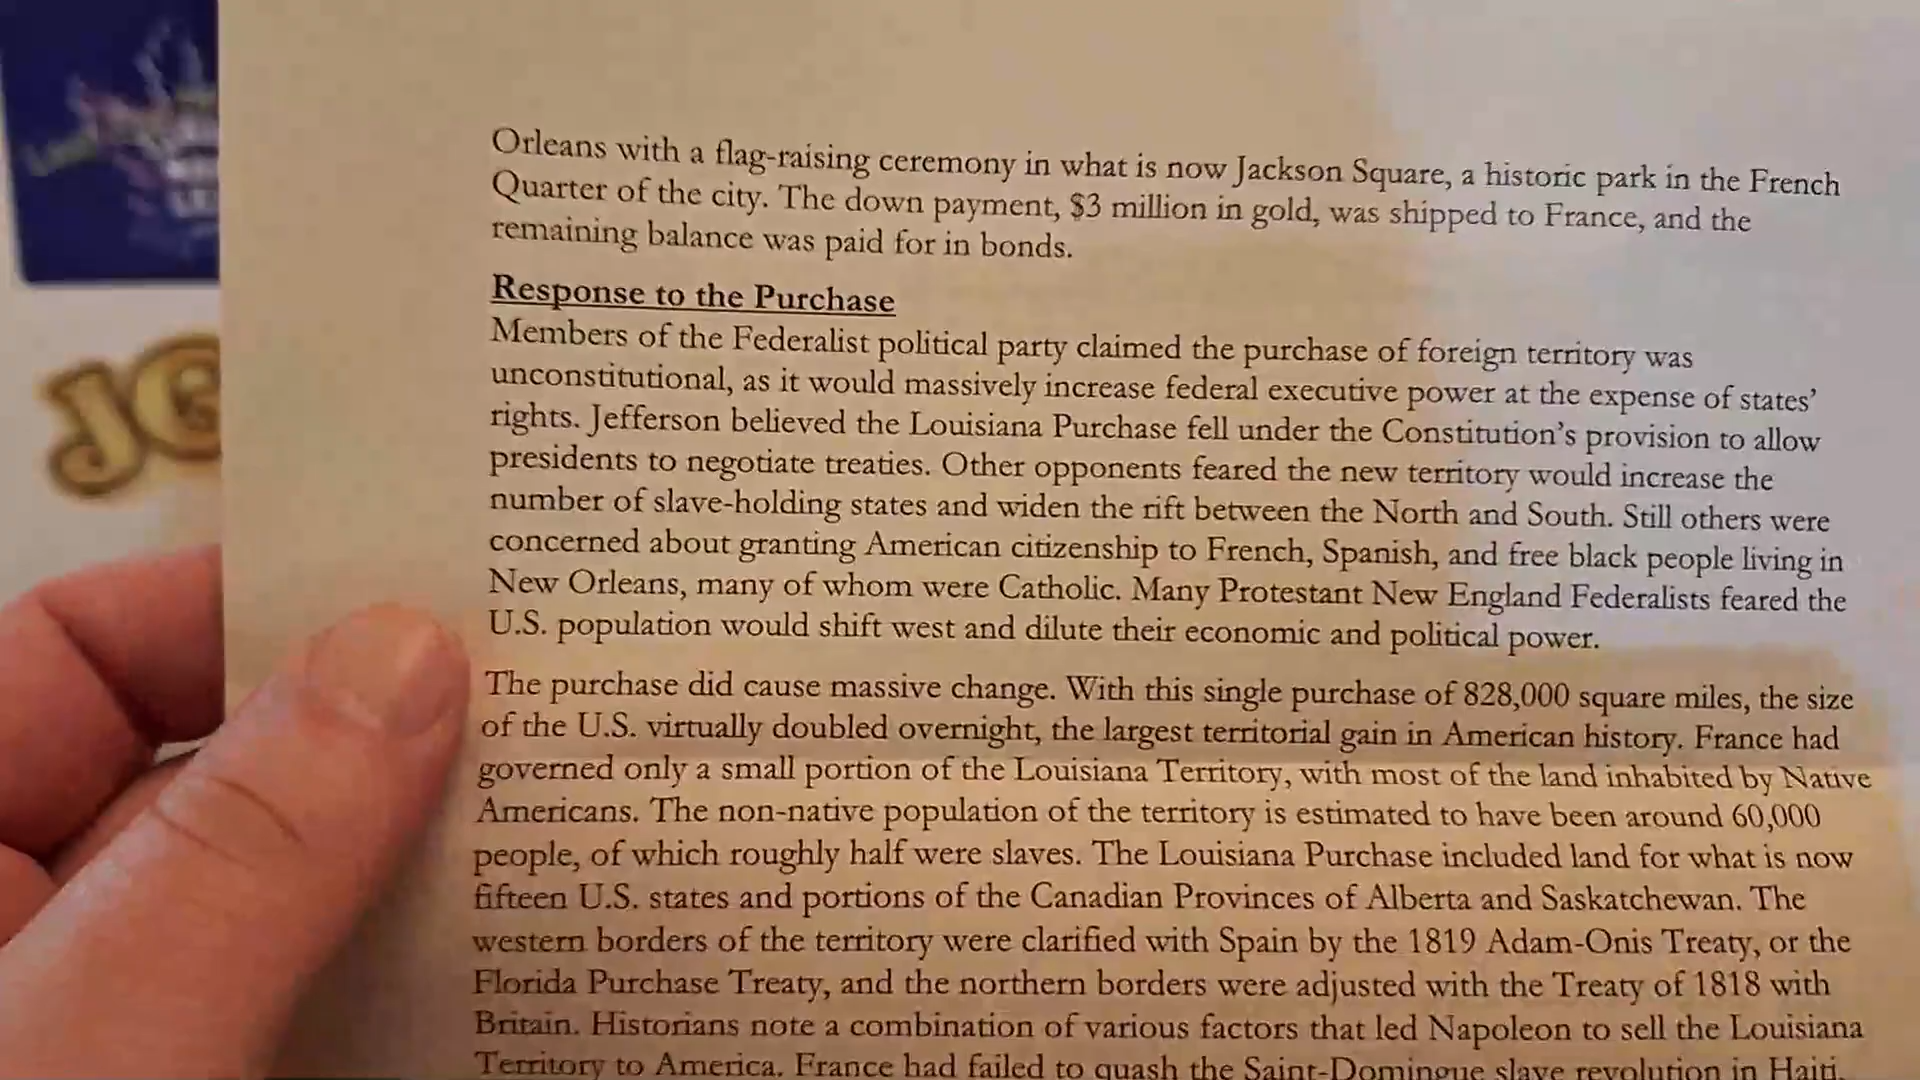 Orleans with a flag-raising ceremony in what is now Jackson Square, a historic park in the French
Quarter of the city. The down payment, $3 million in gold, was shipped to France, and the
remaining balance was paid for in bonds.
Response to the Purchase
Members of the Federalist political party claimed the purchase of foreign territory was
unconstitutional, as it would massively increase federal executive power at the expense of states’
rights. Jefferson believed the Louisiana Purchase fell under the Constitution’s provision to allow
presidents to negotiate treaties. Other opponents feared the new territory would increase the
number of slave-holding states and widen the rift between the North and South. Still others were
concerned about granting American citizenship to French, Spanish, and free black people living in
New Orleans, many of whom were Catholic. Many Protestant New England Federalists feared the
U.S. population would shift west and dilute their economic and political power.
The purchase did cause massive change. With this single purchase of 828,000 square miles, the size
of the U.S. virtually doubled overnight, the largest territorial gain in American history. France had
governed only a small portion of the Louisiana Territory, with most of the land inhabited by Native
Americans. The non-native population of the territory is estimated to have been around 60,000
people, of which roughly half were slaves. The Louisiana Purchase included land for what is now
fifteen U.S. states and portions of the Canadian Provinces of Alberta and Saskatchewan. The
western borders of the territory were clarified with Spain by the 1819 Adam-Onis Treaty, or the
Florida Purchase Treaty, and the northern borders were adjusted with the Treaty of 1818 with
Britain. Historians note a combination of various factors that led Napoleon to sell the Louisiana
Territory to America. France had failed to quash the Saint-Domingue slave revolution in Haiti,